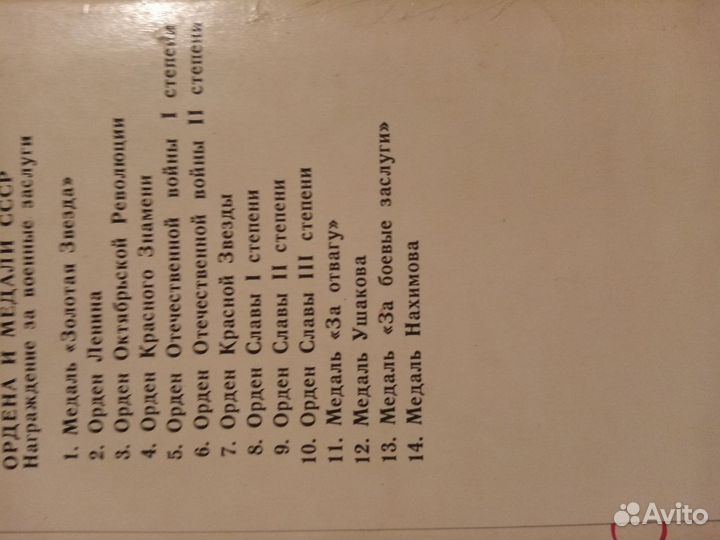 ОРДЕНА И МЕДАЛИ СССР
Награждение за военные заслуги
1. Медаль «Золотая Звезда»
2. Орден Ленина
3. Орден Октябрьской Революции
4. Орден Красного Знамени
5. Орден Отечественной войны I степени
6. Орден Отечественной войны II степени
7. Орден Красной Звезды
8. Орден Славы I степени
9. Орден Славы II степени
10. Орден Славы III степени
11. Медаль «За отвагу»
12. Медаль Ушакова
13. Медаль «За боевые заслуги»
14. Медаль Нахимова
Avito